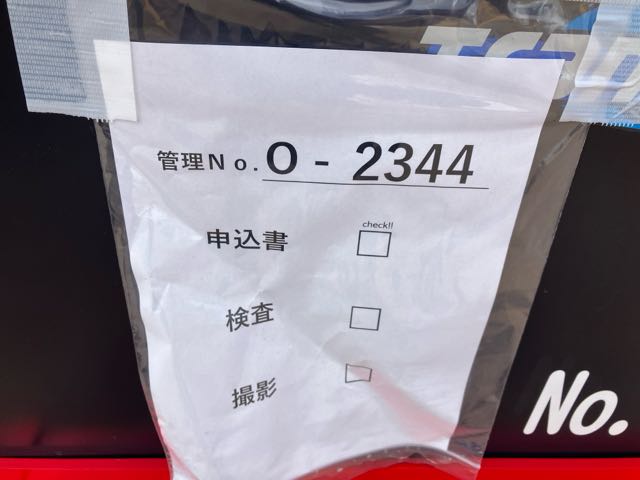 管理No. O - 2344
check!!
申込書
検査
撮影
No.